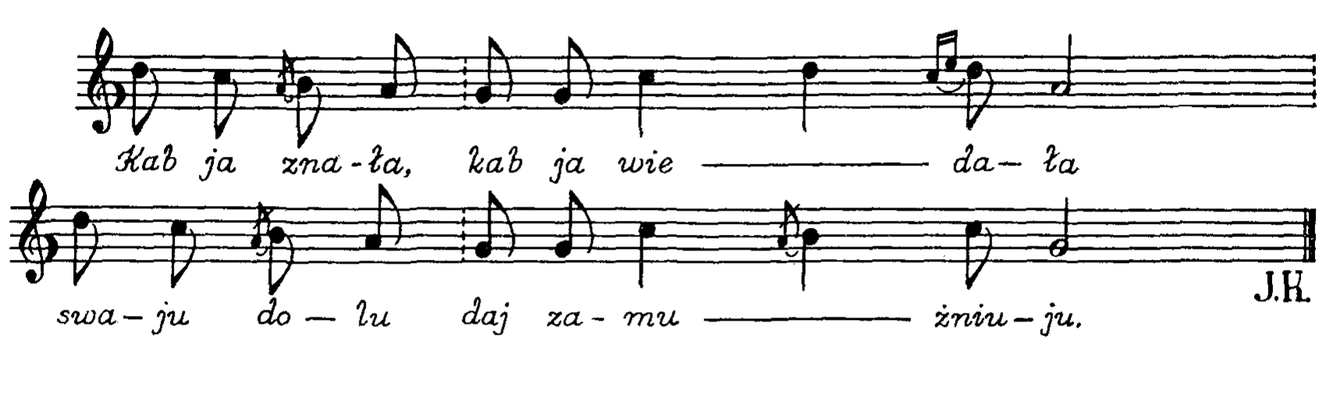 Kab ja zna-ła, kab ja wie — da— ła
swa—ju do — lu daj za- mu — żniu—ju.
J.K.